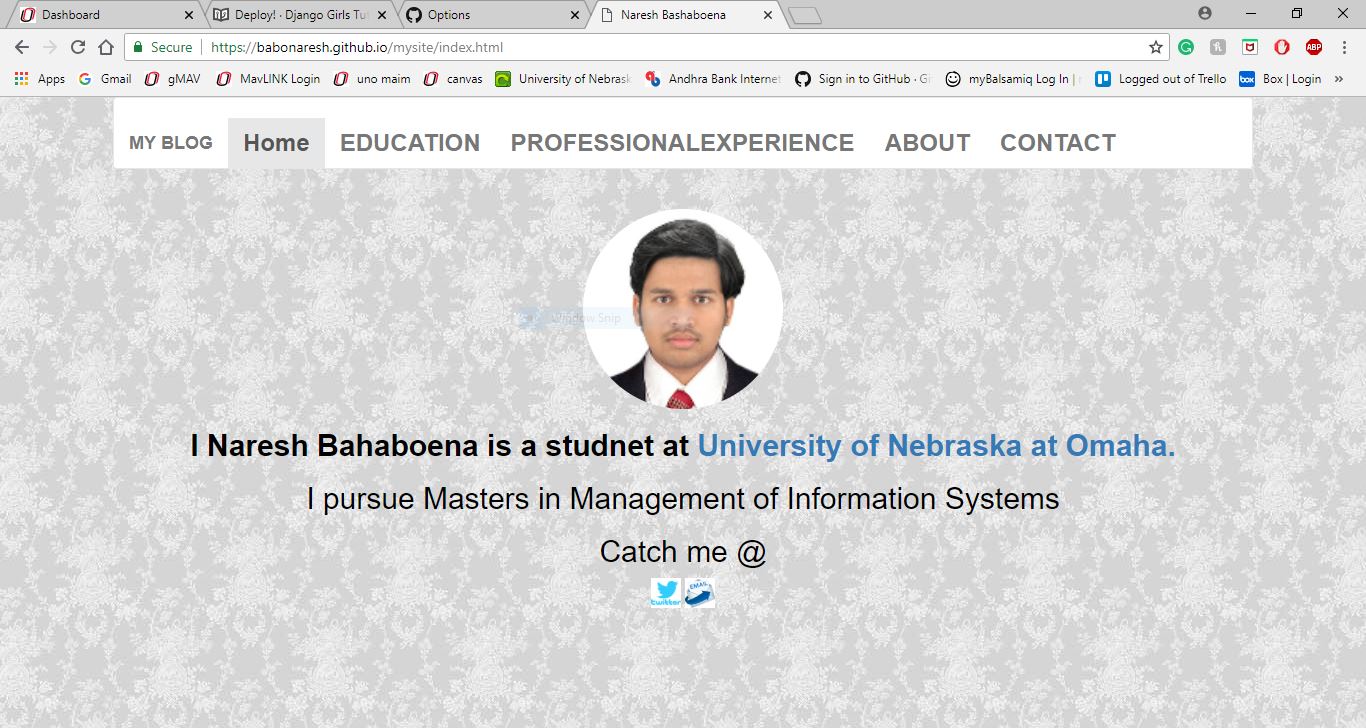 Dashboard Deploy! · Django Girls Tut Options Naresh Bashaboena
Secure https://babonaresh.github.io/mysite/index.html
Apps Gmail gMAV MavLINK Login uno maim canvas University of Nebrask Andhra Bank Internet Sign in to GitHub · Gi myBalsamiq Log In | Logged out of Trello Box | Login »
MY BLOG Home EDUCATION PROFESSIONALEXPERIENCE ABOUT CONTACT
Window Snip
I Naresh Bahaboena is a studnet at University of Nebraska at Omaha.
I pursue Masters in Management of Information Systems
Catch me @
twitter EMAIL